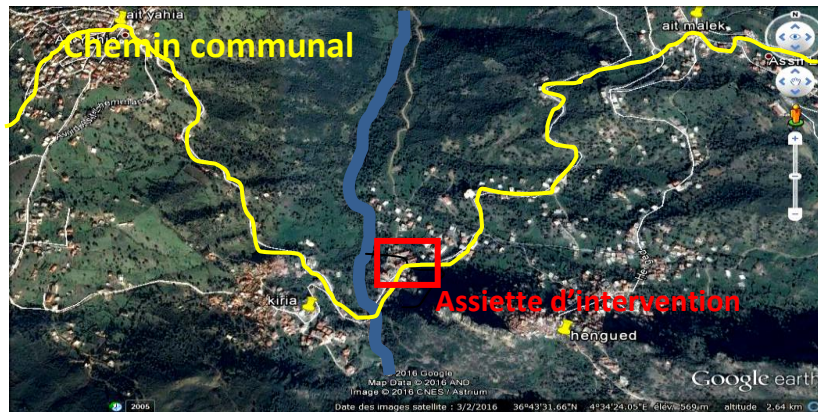 ait yahia
Chemin communal
ait malek
N
kiria
Assiette d’intervention
hengued
© 2016 Google
Map Data © 2016 AND
Image © 2016 CNES / Astrium
Google earth
2005
Date des images satellite : 3/2/2016 36°43'31.66"N 4°34'24.05"E élév. 569 m altitude 2.64 km